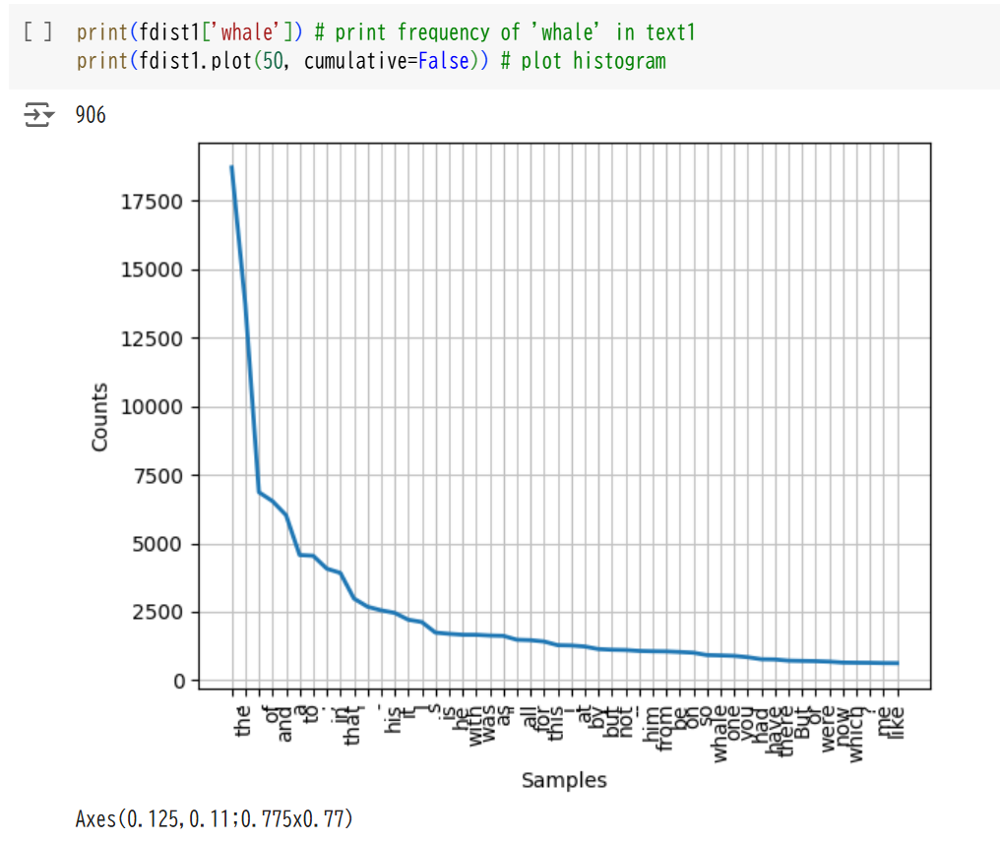 [ ] print(fdist1['whale']) # print frequency of 'whale' in text1
print(fdist1.plot(50, cumulative=False)) # plot histogram
906
17500
15000
12500
10000
7500
5000
2500
0
Counts
the
of
and
a
to
;
in
that
'
-
his
it
I
s
is
he
with
was
as
"
all
for
this
!
at
by
but
not
--
him
from
be
on
so
whale
one
you
had
have
there
But
or
were
now
which
?
me
like
Samples
Axes(0.125,0.11;0.775x0.77)